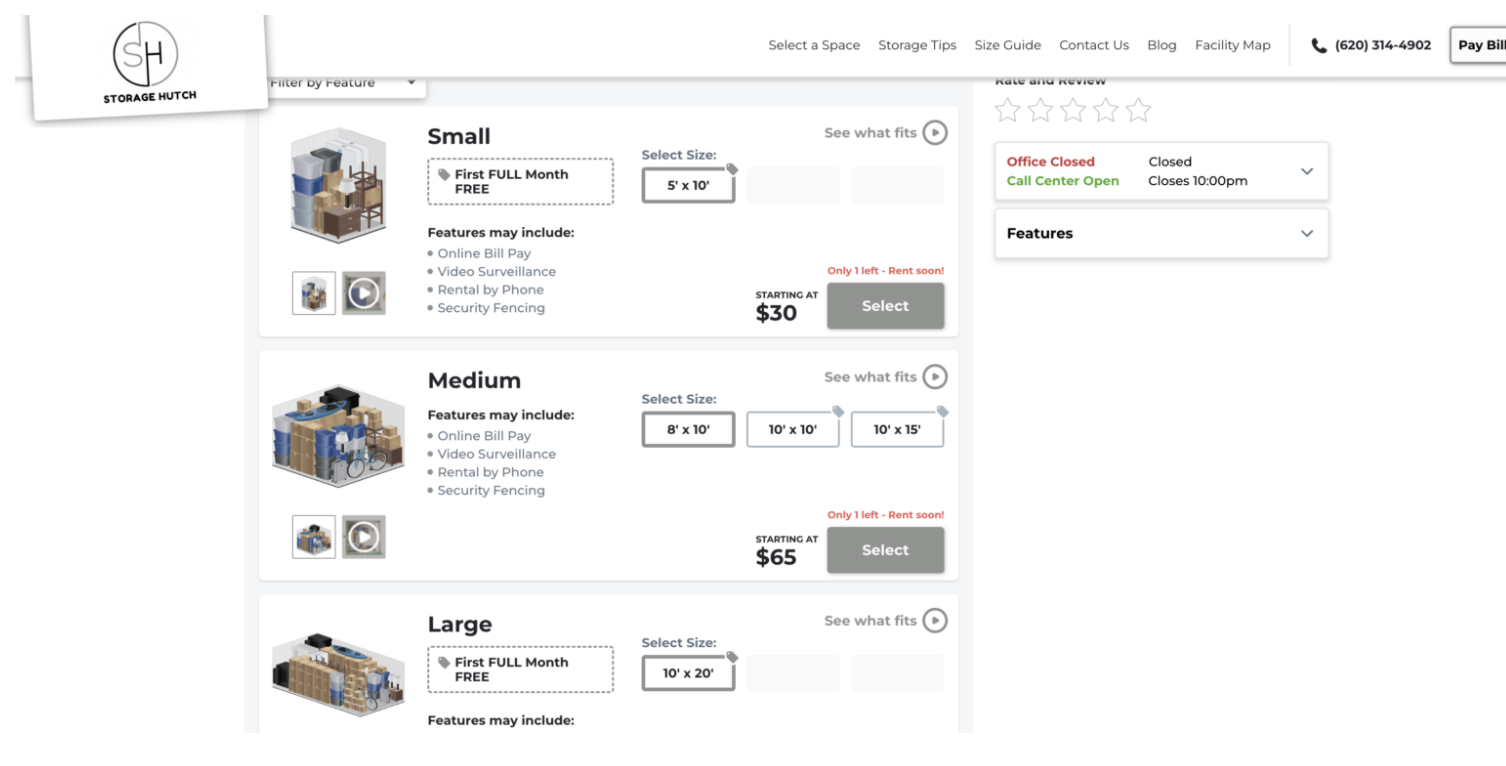 SH
STORAGE HUTCH
Select a Space Storage Tips Size Guide Contact Us Blog Facility Map (620) 314-4902 Pay Bill
Filter by Feature
Rate and Review
Small
See what fits
First FULL Month
FREE
Select Size:
5' x 10'
Features may include:
Online Bill Pay
Video Surveillance
Rental by Phone
Security Fencing
Only 1 left - Rent soon!
STARTING AT
$30
Select
Office Closed Closed
Call Center Open Closes 10:00pm
Features
Medium
See what fits
Select Size:
8' x 10' 10' x 10' 10' x 15'
Features may include:
Online Bill Pay
Video Surveillance
Rental by Phone
Security Fencing
Only 1 left - Rent soon!
STARTING AT
$65
Select
Large
See what fits
First FULL Month
FREE
Select Size:
10' x 20'
Features may include: